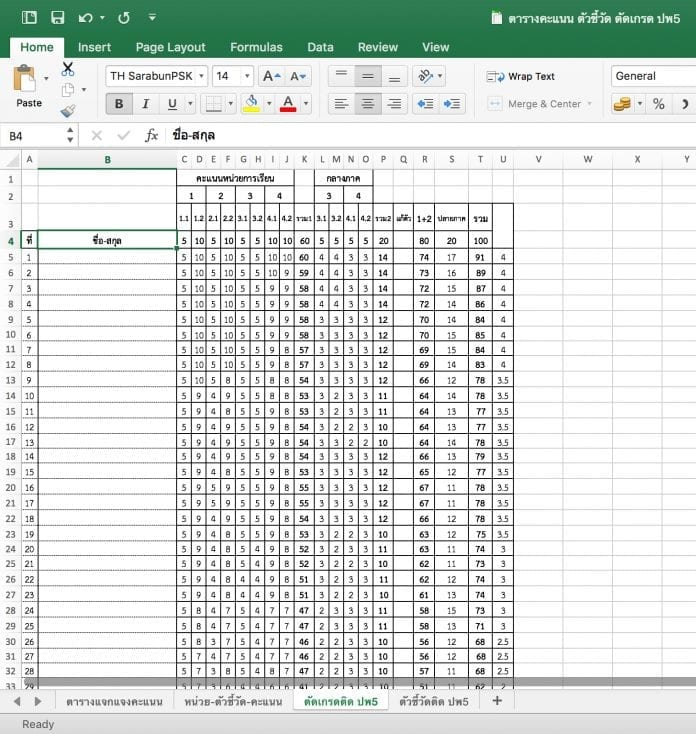 ตารางคะแนน ตัวชี้วัด ตัดเกรด ปพ5
Home Insert Page Layout Formulas Data Review View
Paste TH SarabunPSK 14 A A Wrap Text General
B I U A Merge & Center %
B4 fx ชื่อ-สกุล
A B C D E F G H I J K L M N O P Q R S T U V W X Y
1 คะแนนหน่วยการเรียน กลางภาค
2 1 2 3 4 3 4
3 1.1 1.2 2.1 2.2 3.1 3.2 4.1 4.2 รวม1 3.1 3.2 4.1 4.2 รวม2 แก้ตัว 1+2 ปลายภาค รวม
4 ที่ ชื่อ-สกุล 5 10 5 10 5 5 10 10 60 5 5 5 5 20 80 20 100
5 1 5 10 5 10 5 5 10 10 60 4 4 3 3 14 74 17 91 4
6 2 5 10 5 10 5 5 10 9 59 4 4 3 3 14 73 16 89 4
7 3 5 10 5 10 5 5 9 9 58 4 4 3 3 14 72 15 87 4
8 4 5 10 5 10 5 5 9 9 58 4 4 3 3 14 72 14 86 4
9 5 5 10 5 10 5 5 9 9 58 3 3 3 3 12 70 14 84 4
10 6 5 10 5 10 5 5 9 9 58 3 3 3 3 12 70 15 85 4
11 7 5 10 5 10 5 5 9 8 57 3 3 3 3 12 69 15 84 4
12 8 5 10 5 10 5 5 9 8 57 3 3 3 3 12 69 14 83 4
13 9 5 10 5 8 5 5 8 8 54 3 3 3 3 12 66 12 78 3.5
14 10 5 9 4 9 5 5 8 8 53 3 2 3 3 11 64 14 78 3.5
15 11 5 9 4 8 5 5 9 8 53 3 2 3 3 11 64 13 77 3.5
16 12 5 9 4 9 5 5 9 8 54 3 2 2 3 10 64 13 77 3.5
17 13 5 9 4 9 5 5 9 8 54 3 2 2 3 10 64 14 78 3.5
18 14 5 9 4 9 5 5 9 8 54 3 3 3 3 12 66 13 79 3.5
19 15 5 9 4 8 5 5 9 8 53 3 3 3 3 12 65 12 77 3.5
20 16 5 9 5 9 5 5 9 8 55 3 3 3 3 12 67 11 78 3.5
21 17 5 9 5 9 5 5 9 8 55 3 3 3 3 12 67 11 78 3.5
22 18 5 9 4 9 5 5 9 8 54 3 3 3 3 12 66 12 78 3.5
23 19 5 9 4 8 5 5 9 8 53 3 2 2 3 10 63 12 75 3.5
24 20 5 9 4 8 5 4 9 8 52 3 2 3 3 11 63 11 74 3
25 21 5 9 4 8 5 4 9 8 52 3 2 2 3 10 62 11 73 3
26 22 5 9 4 8 4 4 9 8 51 3 2 3 3 11 62 12 74 3
27 23 5 9 4 8 4 4 9 8 51 3 2 2 3 10 61 13 74 3
28 24 5 8 4 7 5 4 7 7 47 2 3 3 3 11 58 15 73 3
29 25 5 8 4 7 5 4 7 7 47 2 3 3 3 11 58 13 71 3
30 26 5 8 3 7 5 4 7 7 46 2 2 3 3 10 56 12 68 2.5
31 27 5 7 4 7 5 4 7 7 46 2 2 3 3 10 56 12 68 2.5
32 28 5 7 3 8 5 4 8 7 47 2 2 3 3 10 57 11 68 2.5
33 29
ตารางแจกแจงคะแนน หน่วย-ตัวชี้วัด-คะแนน ตัดเกรดติด ปพ5 ตัวชี้วัดติด ปพ5 +
Ready